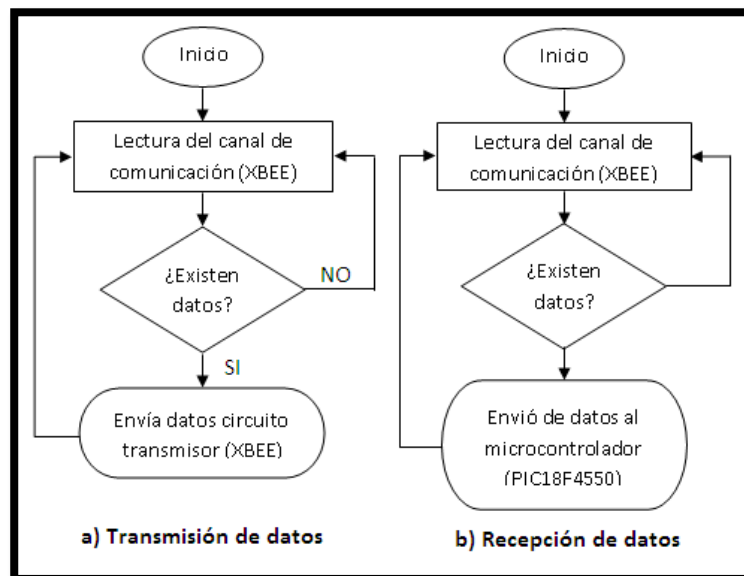 Inicio
Lectura del canal de
comunicación (XBEE)
¿Existen
datos?
NO
SI
Envía datos circuito
transmisor (XBEE)
a) Transmisión de datos
Inicio
Lectura del canal de
comunicación (XBEE)
¿Existen
datos?
Envió de datos al
microcontrolador
(PIC18F4550)
b) Recepción de datos